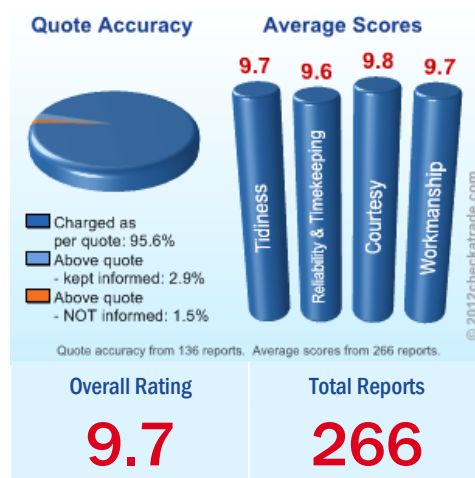 Quote Accuracy
Average Scores
9.7
9.6
9.8
9.7
Tidiness
Reliability & Timekeeping
Courtesy
Workmanship
Charged as
per quote: 95.6%
Above quote
- kept informed: 2.9%
Above quote
- NOT informed: 1.5%
© 2012checkatrade.com
Quote accuracy from 136 reports. Average scores from 266 reports.
Overall Rating
9.7
Total Reports
266